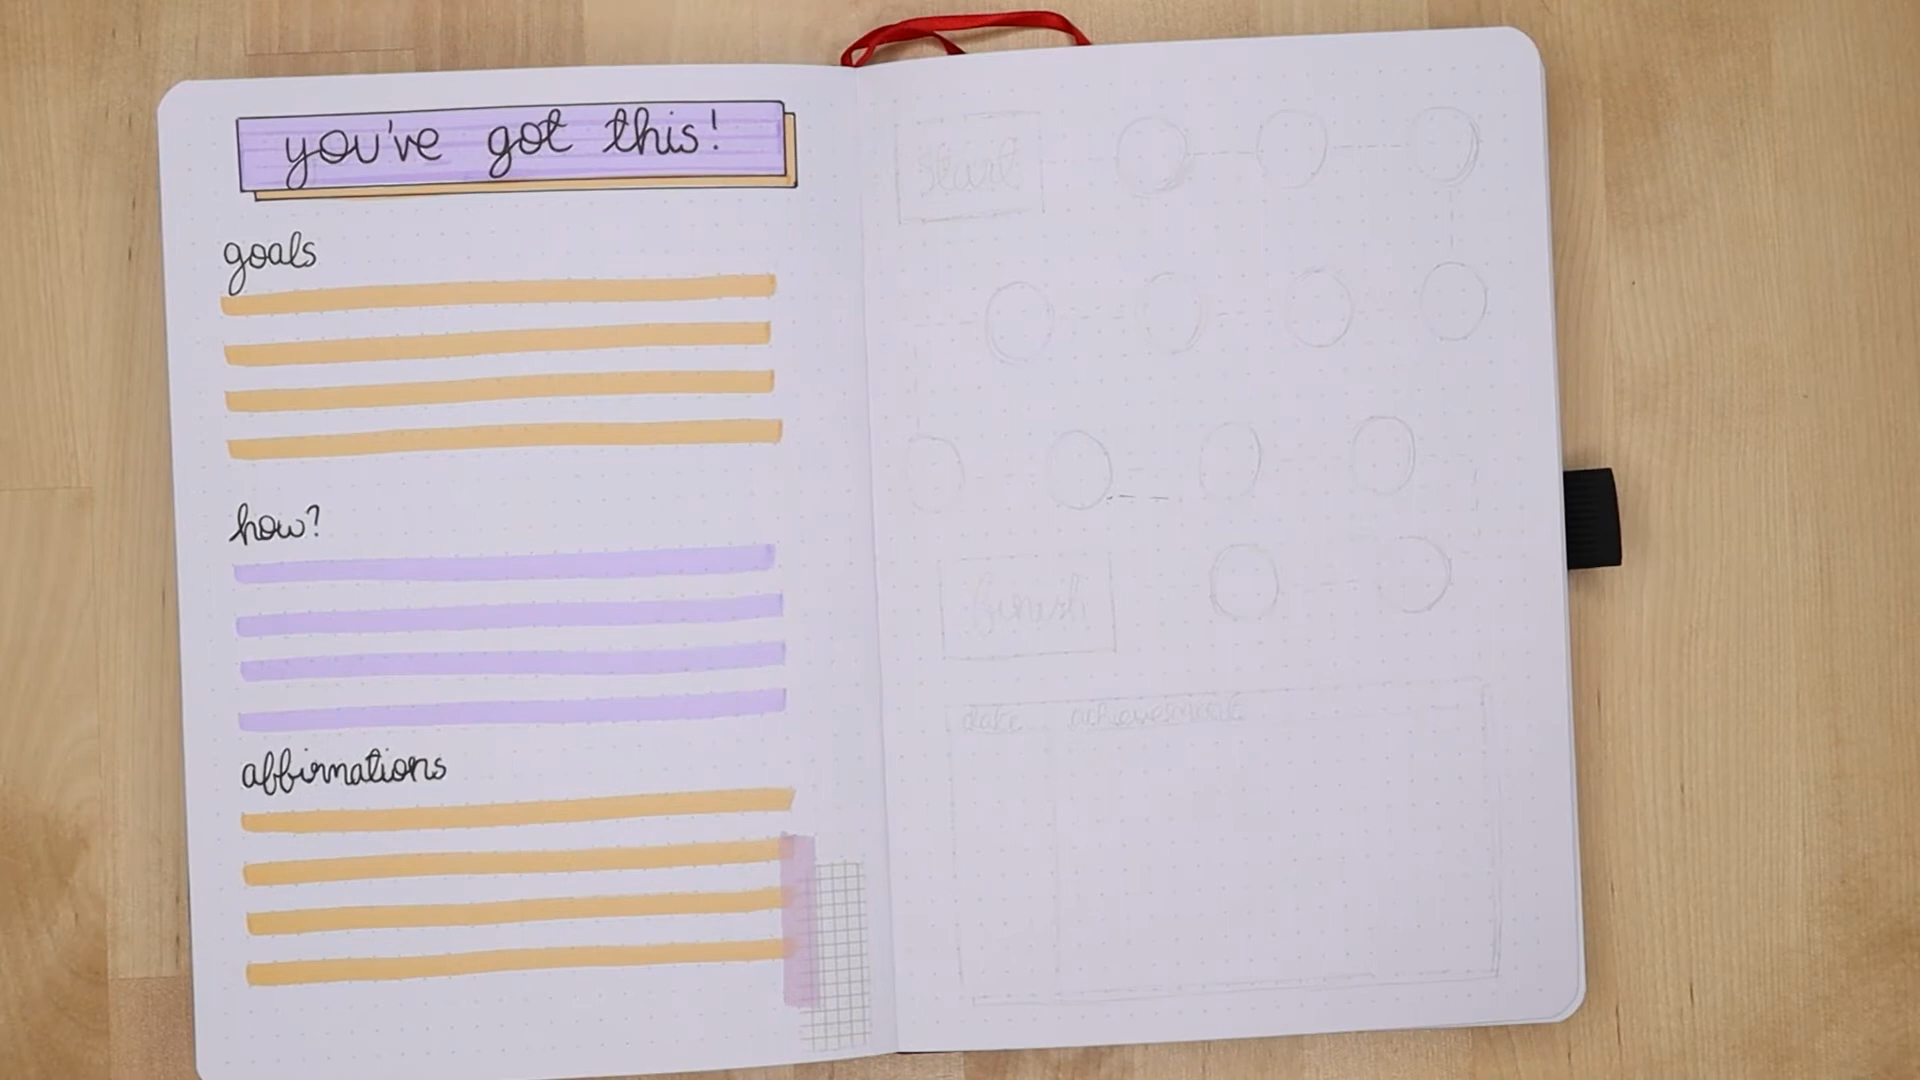 you've got this!
goals
how?
affirmations
start
finish
date achievements